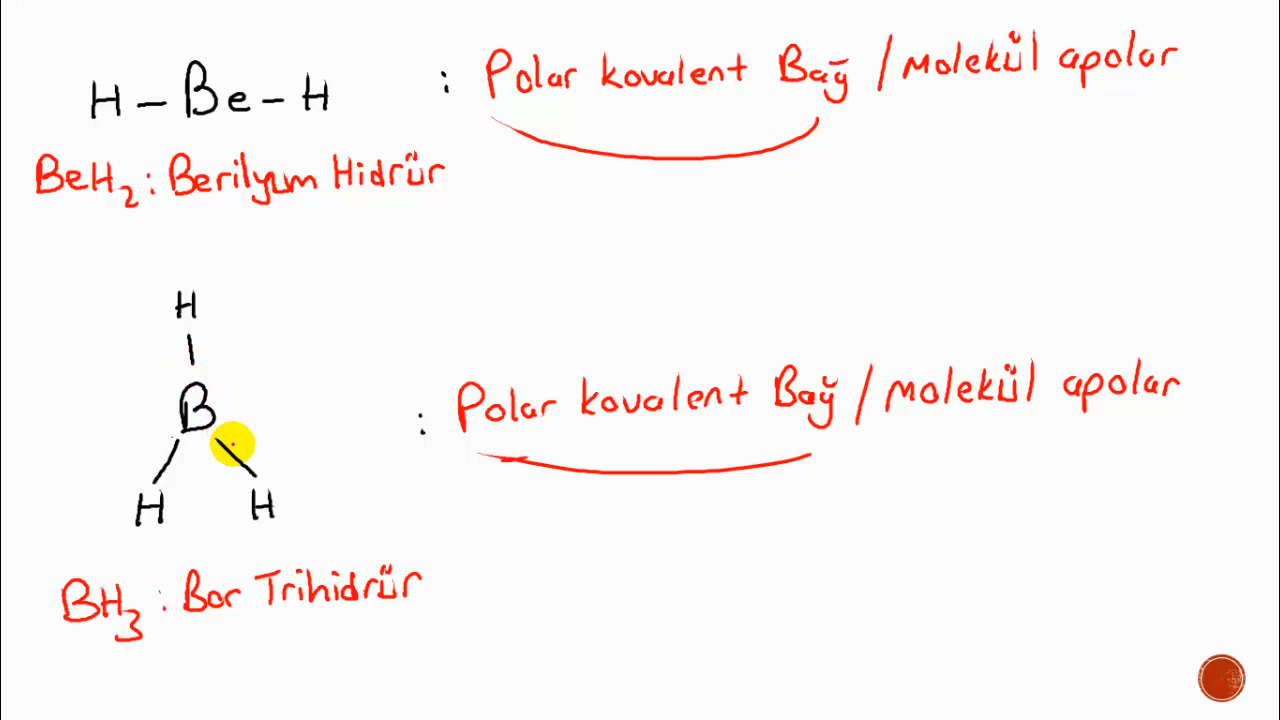 H – Be – H : Polar kovalent Bağ / molekül apolar
BeH₂ : Berilyum Hidrür
H
B : Polar kovalent Bağ / molekül apolar
H H
BH₃ : Bor Trihidrür